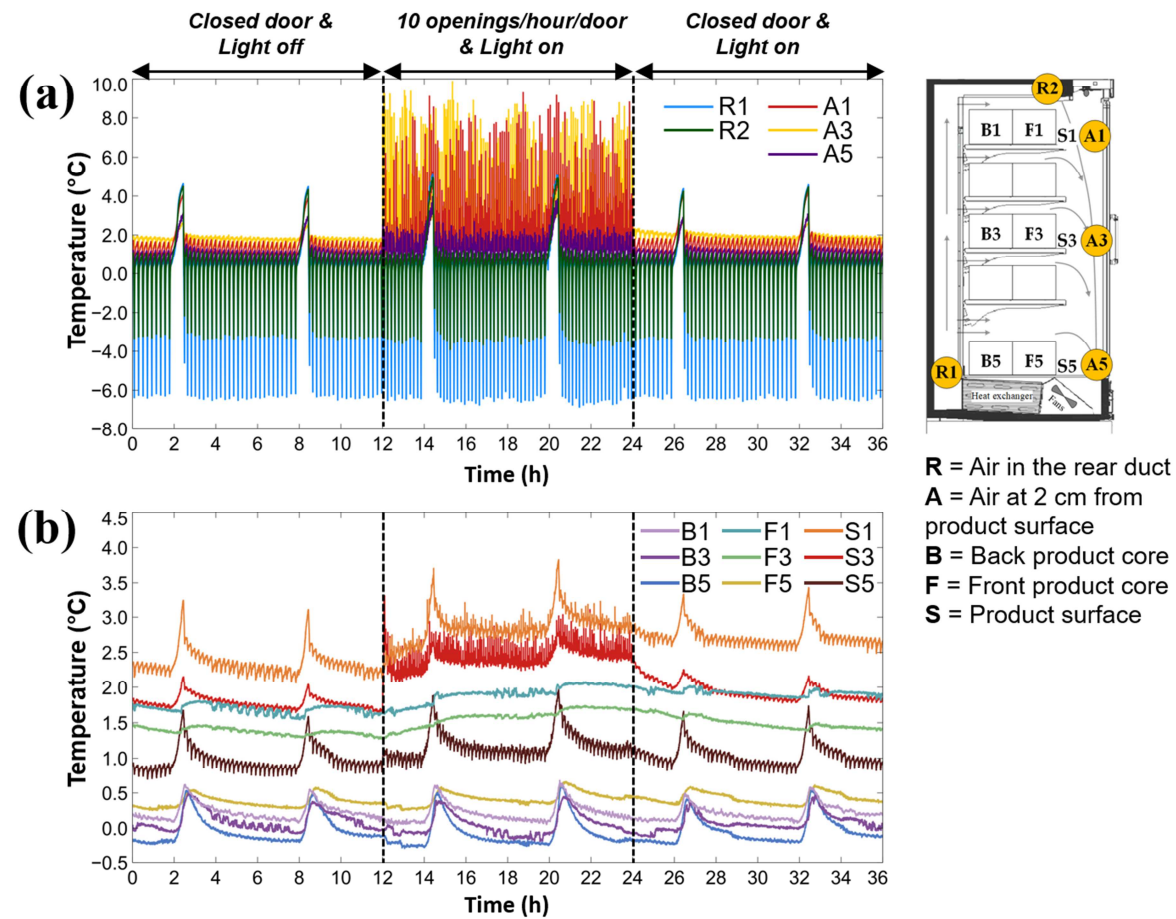 Closed door &
Light off
10 openings/hour/door
& Light on
Closed door &
Light on
(a)
10.0
8.0
6.0
4.0
2.0
0.0
−2.0
−4.0
−6.0
−8.0
Temperature (°C)
R1
R2
A1
A3
A5
0 2 4 6 8 10 12 14 16 18 20 22 24 26 28 30 32 34 36
Time (h)
R2
B1 F1 S1 A1
B3 F3 S3 A3
B5 F5 S5 A5
R1
Heat exchanger
Fans
R = Air in the rear duct
A = Air at 2 cm from
product surface
B = Back product core
F = Front product core
S = Product surface
(b)
4.5
4.0
3.5
3.0
2.5
2.0
1.5
1.0
0.5
0.0
−0.5
Temperature (°C)
B1 F1 S1
B3 F3 S3
B5 F5 S5
0 2 4 6 8 10 12 14 16 18 20 22 24 26 28 30 32 34 36
Time (h)